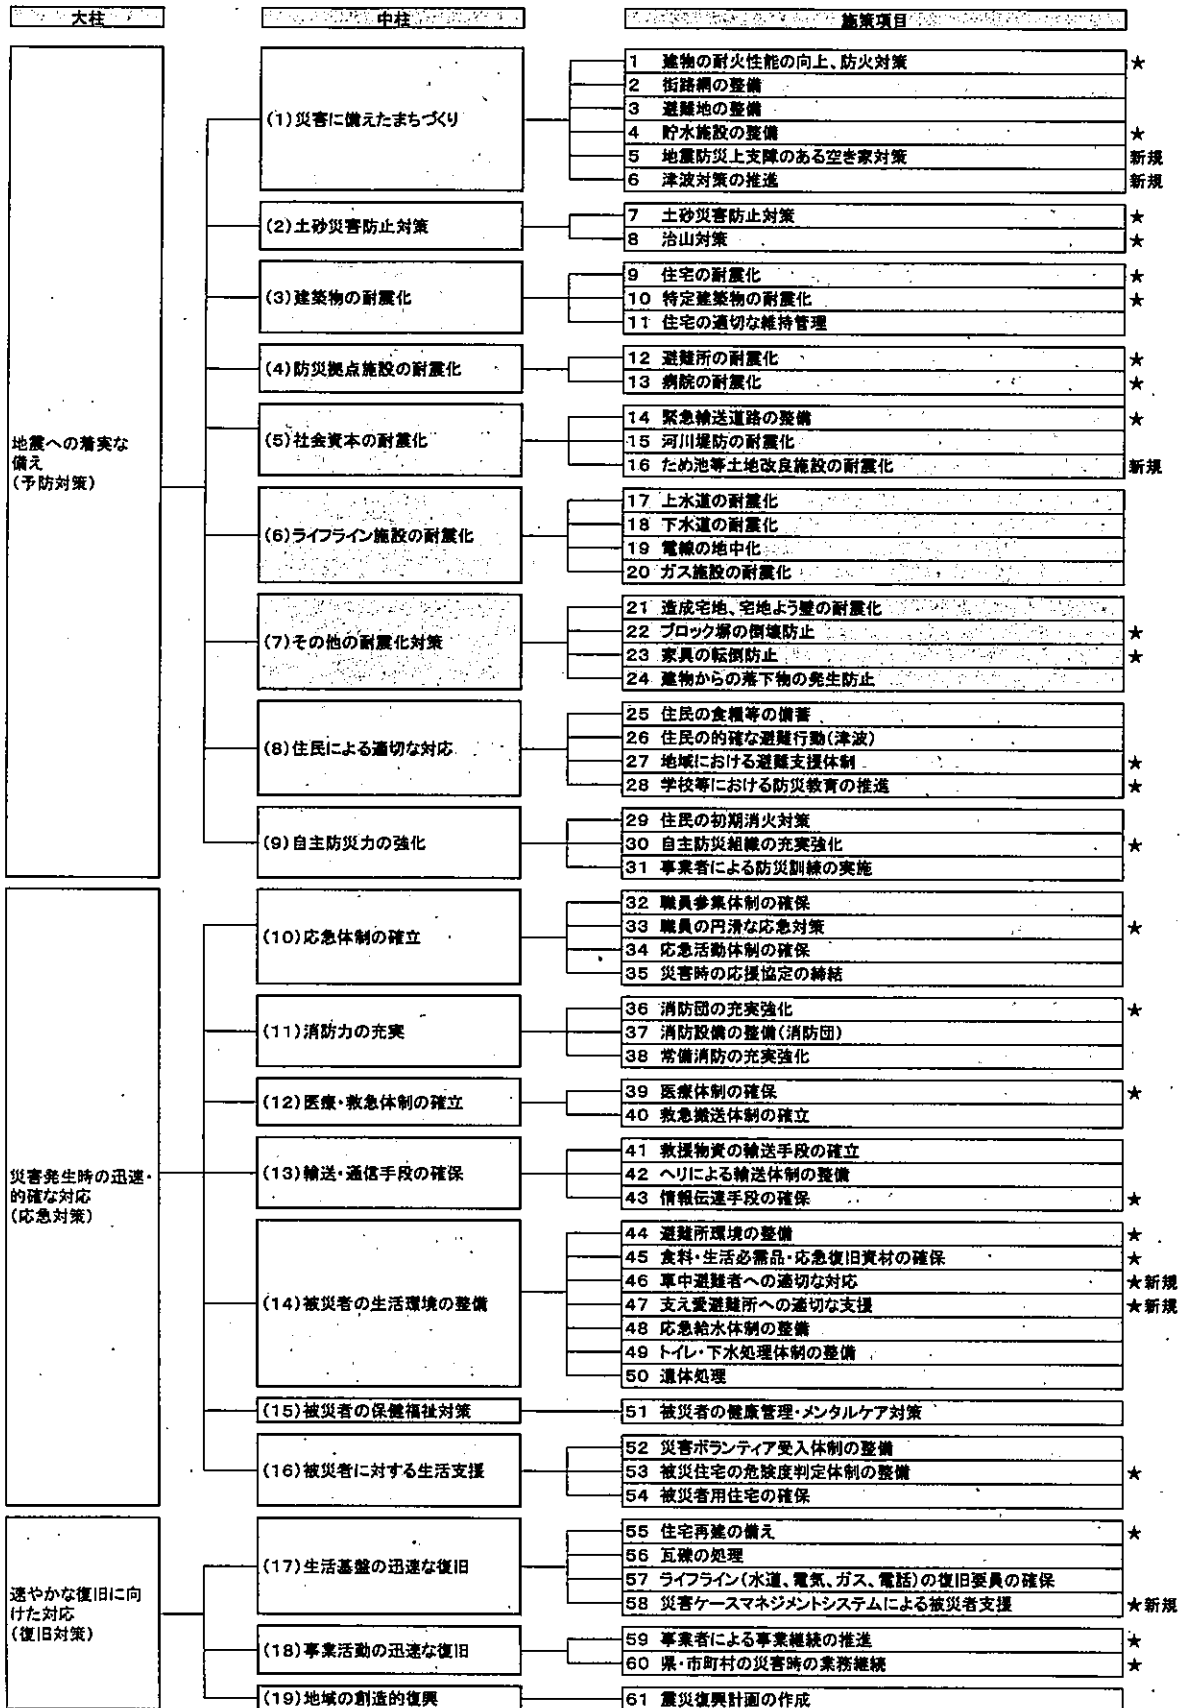 大柱 中柱 施策項目
地震への着実な
備え
(予防対策)
(1)災害に備えたまちづくり
1 建物の耐火性能の向上、防火対策 ★
2 街路網の整備
3 避難地の整備
4 貯水施設の整備 ★
5 地震防災上支障のある空き家対策 新規
6 津波対策の推進 新規
(2)土砂災害防止対策
7 土砂災害防止対策 ★
8 治山対策 ★
(3)建築物の耐震化
9 住宅の耐震化 ★
10 特定建築物の耐震化 ★
11 住宅の適切な維持管理
(4)防災拠点施設の耐震化
12 避難所の耐震化 ★
13 病院の耐震化 ★
(5)社会資本の耐震化
14 緊急輸送道路の整備 ★
15 河川堤防の耐震化
16 ため池等土地改良施設の耐震化 新規
(6)ライフライン施設の耐震化
17 上水道の耐震化
18 下水道の耐震化
19 電線の地中化
20 ガス施設の耐震化
(7)その他の耐震化対策
21 造成宅地、宅地よう壁の耐震化
22 ブロック塀の倒壊防止 ★
23 家具の転倒防止 ★
24 建物からの落下物の発生防止
(8)住民による適切な対応
25 住民の食糧等の備蓄
26 住民の的確な避難行動(津波)
27 地域における避難支援体制 ★
28 学校等における防災教育の推進 ★
(9)自主防災力の強化
29 住民の初期消火対策
30 自主防災組織の充実強化 ★
31 事業者による防災訓練の実施
災害発生時の迅速・
的確な対応
(応急対策)
(10)応急体制の確立
32 職員参集体制の確保
33 職員の円滑な応急対策 ★
34 応急活動体制の確保
35 災害時の応援協定の締結
(11)消防力の充実
36 消防団の充実強化 ★
37 消防設備の整備(消防団)
38 常備消防の充実強化
(12)医療・救急体制の確立
39 医療体制の確保 ★
40 救急搬送体制の確立
(13)輸送・通信手段の確保
41 救援物資の輸送手段の確立
42 ヘリによる輸送体制の整備
43 情報伝達手段の確保 ★
(14)被災者の生活環境の整備
44 避難所環境の整備 ★
45 食料・生活必需品・応急復旧資材の確保 ★
46 車中避難者への適切な対応 ★新規
47 支え愛避難所への適切な支援 ★新規
48 応急給水体制の整備
49 トイレ・下水処理体制の整備
50 遺体処理
(15)被災者の保健福祉対策
51 被災者の健康管理・メンタルケア対策
(16)被災者に対する生活支援
52 災害ボランティア受入体制の整備
53 被災住宅の危険度判定体制の整備 ★
54 被災者用住宅の確保
速やかな復旧に向
けた対応
(復旧対策)
(17)生活基盤の迅速な復旧
55 住宅再建の備え ★
56 瓦礫の処理
57 ライフライン(水道、電気、ガス、電話)の復旧要員の確保
58 災害ケースマネジメントシステムによる被災者支援 ★新規
(18)事業活動の迅速な復旧
59 事業者による事業継続の推進 ★
60 県・市町村の災害時の業務継続 ★
(19)地域の創造的復興
61 震災復興計画の作成